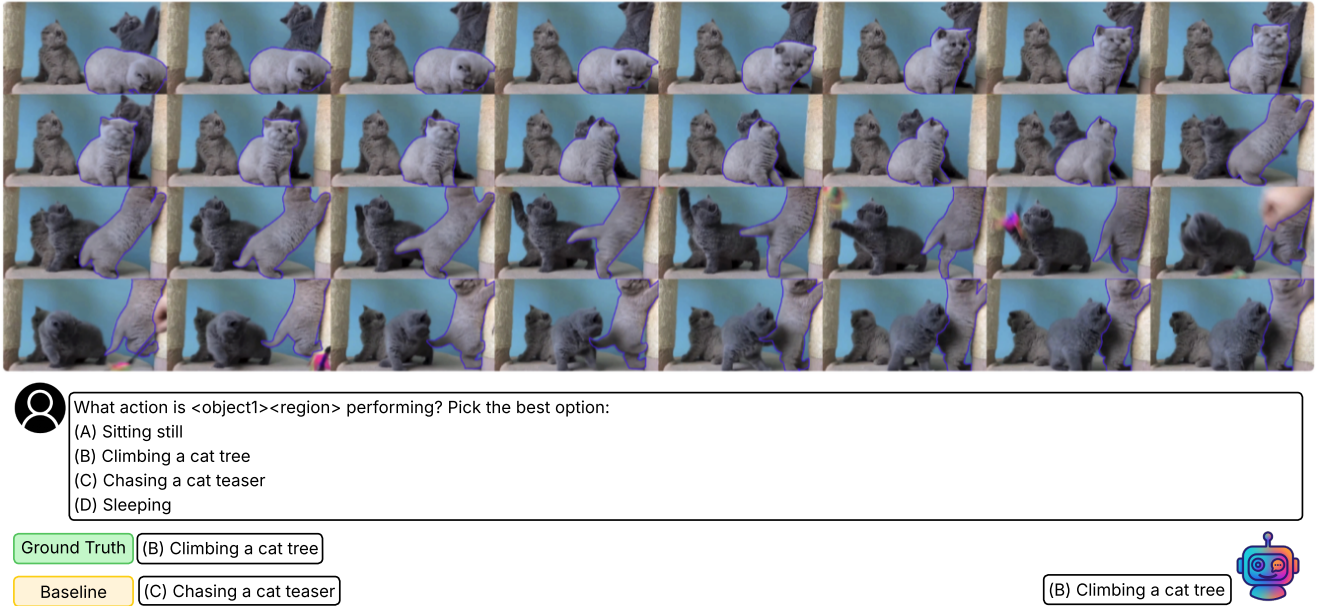 What action is <object1><region> performing? Pick the best option:
(A) Sitting still
(B) Climbing a cat tree
(C) Chasing a cat teaser
(D) Sleeping
Ground Truth (B) Climbing a cat tree
Baseline (C) Chasing a cat teaser
(B) Climbing a cat tree